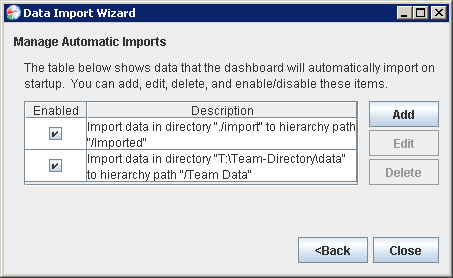 Data Import Wizard
Manage Automatic Imports
The table below shows data that the dashboard will automatically import on
startup. You can add, edit, delete, and enable/disable these items.
Enabled Description
Import data in directory "./import" to hierarchy path
"/Imported"
Import data in directory "T:\Team-Directory\data"
to hierarchy path "/Team Data"
Add
Edit
Delete
<Back Close